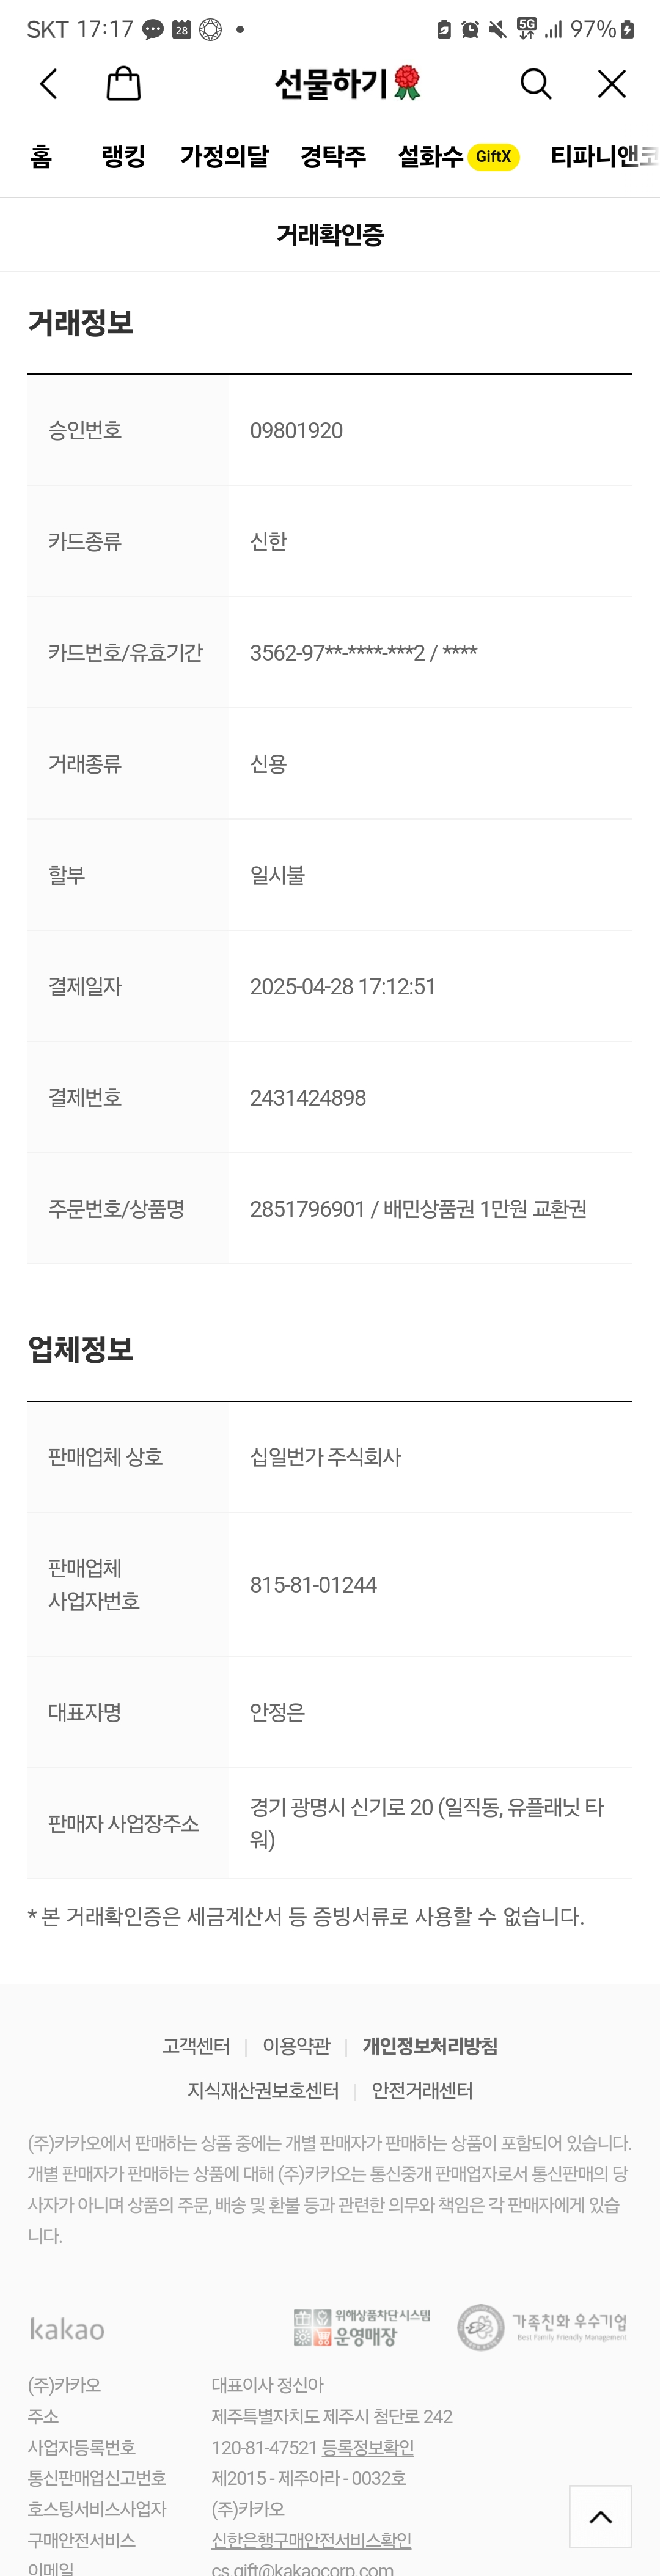 SKT 17:17 28 5G 97%
선물하기
홈 랭킹 가정의달 경탁주 설화수 GiftX 티파니앤코
거래확인증
거래정보
승인번호 09801920
카드종류 신한
카드번호/유효기간 3562-97**-****-***2 / ****
거래종류 신용
할부 일시불
결제일자 2025-04-28 17:12:51
결제번호 2431424898
주문번호/상품명 2851796901 / 배민상품권 1만원 교환권
업체정보
판매업체 상호 십일번가 주식회사
판매업체
사업자번호 815-81-01244
대표자명 안정은
판매자 사업장주소 경기 광명시 신기로 20 (일직동, 유플래닛 타
워)
* 본 거래확인증은 세금계산서 등 증빙서류로 사용할 수 없습니다.
고객센터 | 이용약관 | 개인정보처리방침
지식재산권보호센터 | 안전거래센터
(주)카카오에서 판매하는 상품 중에는 개별 판매자가 판매하는 상품이 포함되어 있습니다.
개별 판매자가 판매하는 상품에 대해 (주)카카오는 통신중개 판매업자로서 통신판매의 당
사자가 아니며 상품의 주문, 배송 및 환불 등과 관련한 의무와 책임은 각 판매자에게 있습
니다.
kakao 위해상품차단시스템 운영매장 가족친화 우수기업
Best Family Friendly Management
(주)카카오 대표이사 정신아
주소 제주특별자치도 제주시 첨단로 242
사업자등록번호 120-81-47521 등록정보확인
통신판매업신고번호 제2015 - 제주아라 - 0032호
호스팅서비스사업자 (주)카카오
구매안전서비스 신한은행구매안전서비스확인
이메일 cs.gift@kakaocorp.com